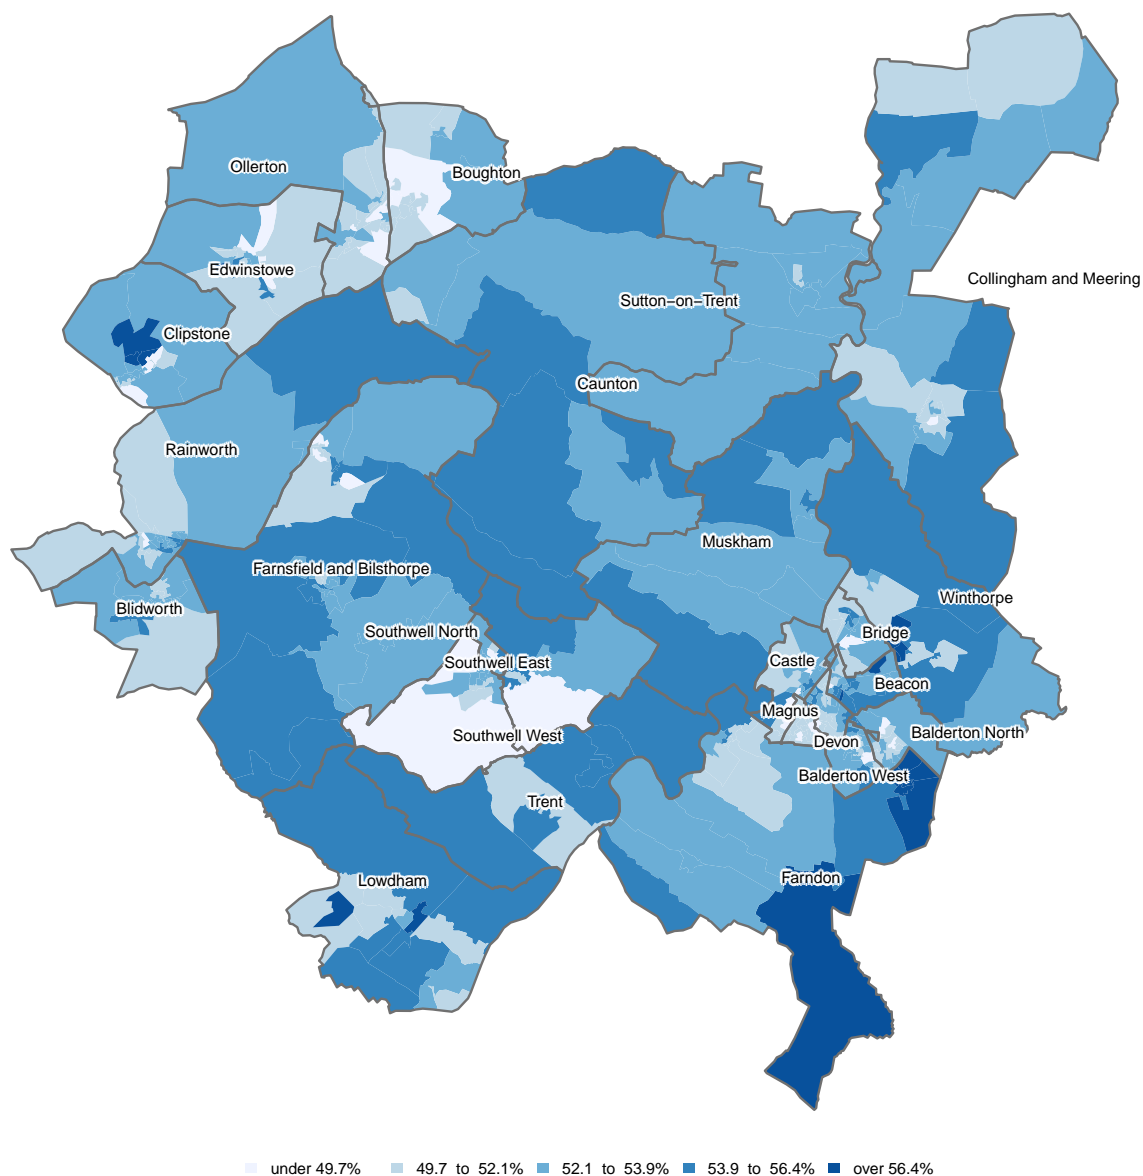 Ollerton
Boughton
Edwinstowe
Collingham and Meering
Sutton−on−Trent
Clipstone
Caunton
Rainworth
Muskham
Farnsfield and Bilsthorpe
Winthorpe
Blidworth
Southwell North
Bridge
Southwell East
Castle
Beacon
Magnus
Southwell West
Balderton North
Devon
Balderton West
Trent
Farndon
Lowdham
under 49.7% 49.7 to 52.1% 52.1 to 53.9% 53.9 to 56.4% over 56.4%